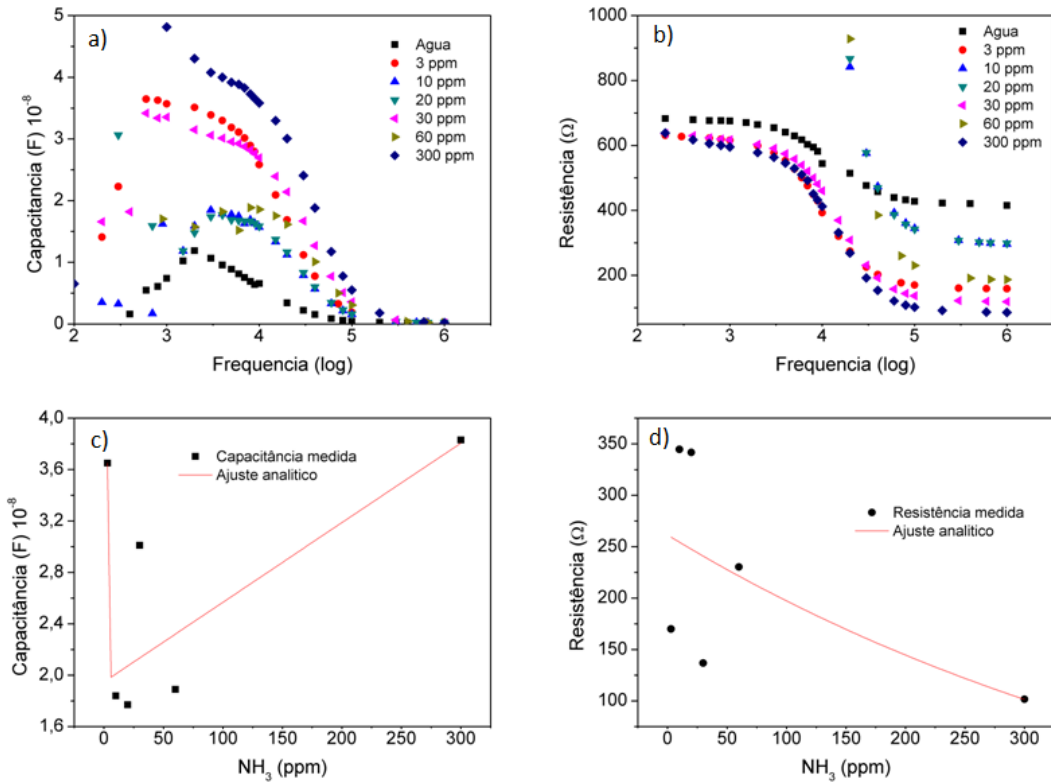 a)
Agua
3 ppm
10 ppm
20 ppm
30 ppm
60 ppm
300 ppm
Capacitancia (F) 10-8
5
4
3
2
1
0
2 3 4 5 6
Frequencia (log)
b)
Agua
3 ppm
10 ppm
20 ppm
30 ppm
60 ppm
300 ppm
Resistência (Ω)
1000
800
600
400
200
2 3 4 5 6
Frequencia (log)
c)
Capacitância medida
Ajuste analitico
Capacitância (F) 10-8
4,0
3,6
3,2
2,8
2,4
2,0
1,6
0 50 100 150 200 250 300
NH3 (ppm)
d)
Resistência medida
Ajuste analitico
Resistência (Ω)
350
300
250
200
150
100
0 50 100 150 200 250 300
NH3 (ppm)